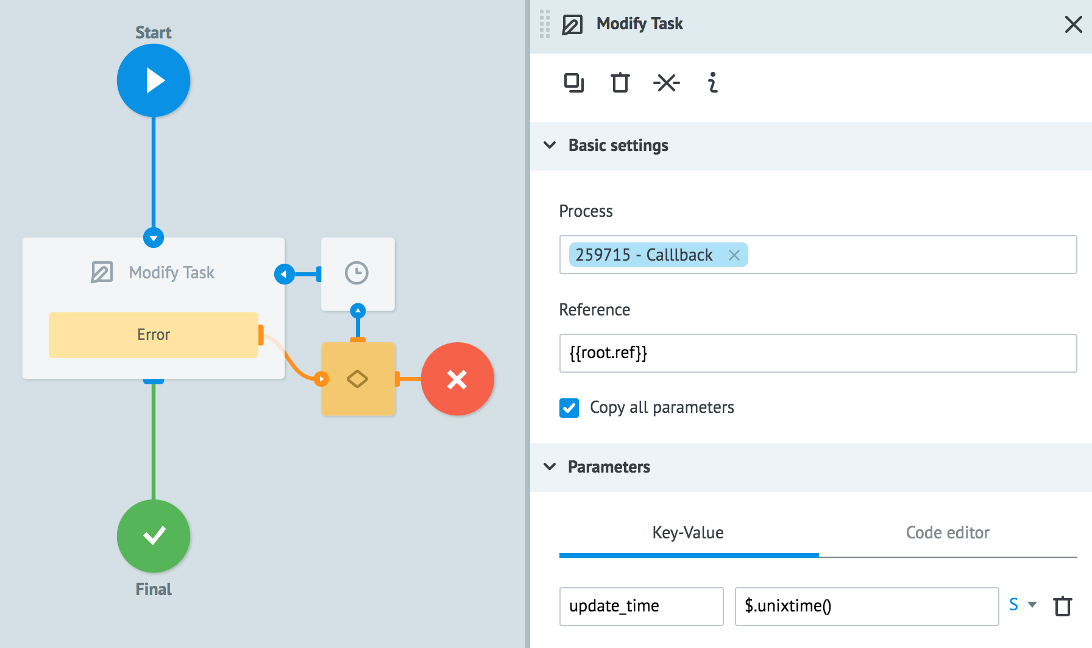 Start
Modify Task
Error
Final
Modify Task
i
Basic settings
Process
259715 - Calllback
Reference
{{root.ref}}
Copy all parameters
Parameters
Key-Value Code editor
update_time $.unixtime() S